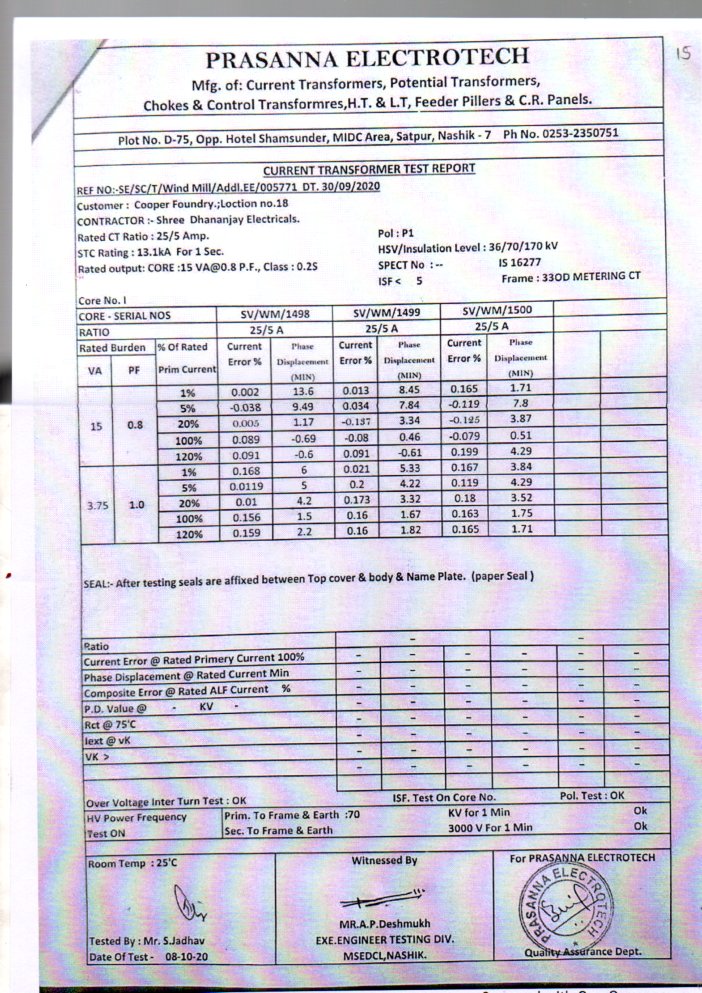 15
PRASANNA ELECTROTECH
Mfg. of: Current Transformers, Potential Transformers,
Chokes & Control Transformres,H.T. & L.T, Feeder Pillers & C.R. Panels.
Plot No. D-75, Opp. Hotel Shamsunder, MIDC Area, Satpur, Nashik - 7 Ph No. 0253-2350751
CURRENT TRANSFORMER TEST REPORT
REF NO:-SE/SC/T/Wind Mill/Addl.EE/005771 DT. 30/09/2020
Customer : Cooper Foundry.;Loction no.18
CONTRACTOR :- Shree Dhananjay Electricals.
Rated CT Ratio : 25/5 Amp. Pol : P1
STC Rating : 13.1kA For 1 Sec. HSV/Insulation Level : 36/70/170 kV
Rated output: CORE :15 VA@0.8 P.F., Class : 0.2S SPECT No :-- IS 16277
ISF < 5 Frame : 33OD METERING CT
Core No. I
CORE - SERIAL NOS SV/WM/1498 SV/WM/1499 SV/WM/1500
RATIO 25/5 A 25/5 A 25/5 A
Rated Burden % Of Rated Current Phase Current Phase Current Phase
VA PF Prim Current Error % Displacement Error % Displacement Error % Displacement
(MIN) (MIN) (MIN)
1% 0.002 13.6 0.013 8.45 0.165 1.71
5% -0.038 9.49 0.034 7.84 -0.119 7.8
15 0.8 20% 0.005 1.17 -0.137 3.34 -0.125 3.87
100% 0.089 -0.69 -0.08 0.46 -0.079 0.51
120% 0.091 -0.6 0.091 -0.61 0.199 4.29
1% 0.168 6 0.021 5.33 0.167 3.84
5% 0.0119 5 0.2 4.22 0.119 4.29
3.75 1.0 20% 0.01 4.2 0.173 3.32 0.18 3.52
100% 0.156 1.5 0.16 1.67 0.163 1.75
120% 0.159 2.2 0.16 1.82 0.165 1.71
SEAL:- After testing seals are affixed between Top cover & body & Name Plate. (paper Seal )
Ratio – –
Current Error @ Rated Primery Current 100% – – – – – –
Phase Displacement @ Rated Current Min – – – – – –
Composite Error @ Rated ALF Current % – – – – – –
P.D. Value @ - KV - – – – – – –
Rct @ 75'C – – – – – –
Iext @ vK – – – – – –
VK > – – – – – –
– – – – – –
Over Voltage Inter Turn Test : OK ISF. Test On Core No. Pol. Test : OK
HV Power Frequency Prim. To Frame & Earth :70 KV for 1 Min Ok
Test ON Sec. To Frame & Earth 3000 V For 1 Min Ok
Room Temp : 25'C Witnessed By For PRASANNA ELECTROTECH
PRASANNA ELECTROTECH
MR.A.P.Deshmukh
Tested By : Mr. S.Jadhav EXE.ENGINEER TESTING DIV.
Date Of Test - 08-10-20 MSEDCL,NASHIK. Quality Assurance Dept.